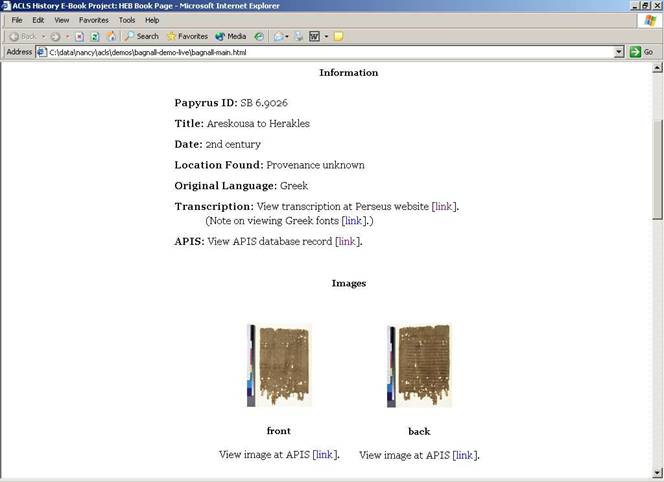 ACLS History E-Book Project: HEB Book Page - Microsoft Internet Explorer
File Edit View Favorites Tools Help
Back Search Favorites Media
Address C:\data\nancy\acls\demos\bagnall-demo-live\bagnall-main.html Go
Information
Papyrus ID: SB 6.9026
Title: Areskousa to Herakles
Date: 2nd century
Location Found: Provenance unknown
Original Language: Greek
Transcription: View transcription at Perseus website [link].
(Note on viewing Greek fonts [link].)
APIS: View APIS database record [link].
Images
front back
View image at APIS [link]. View image at APIS [link].